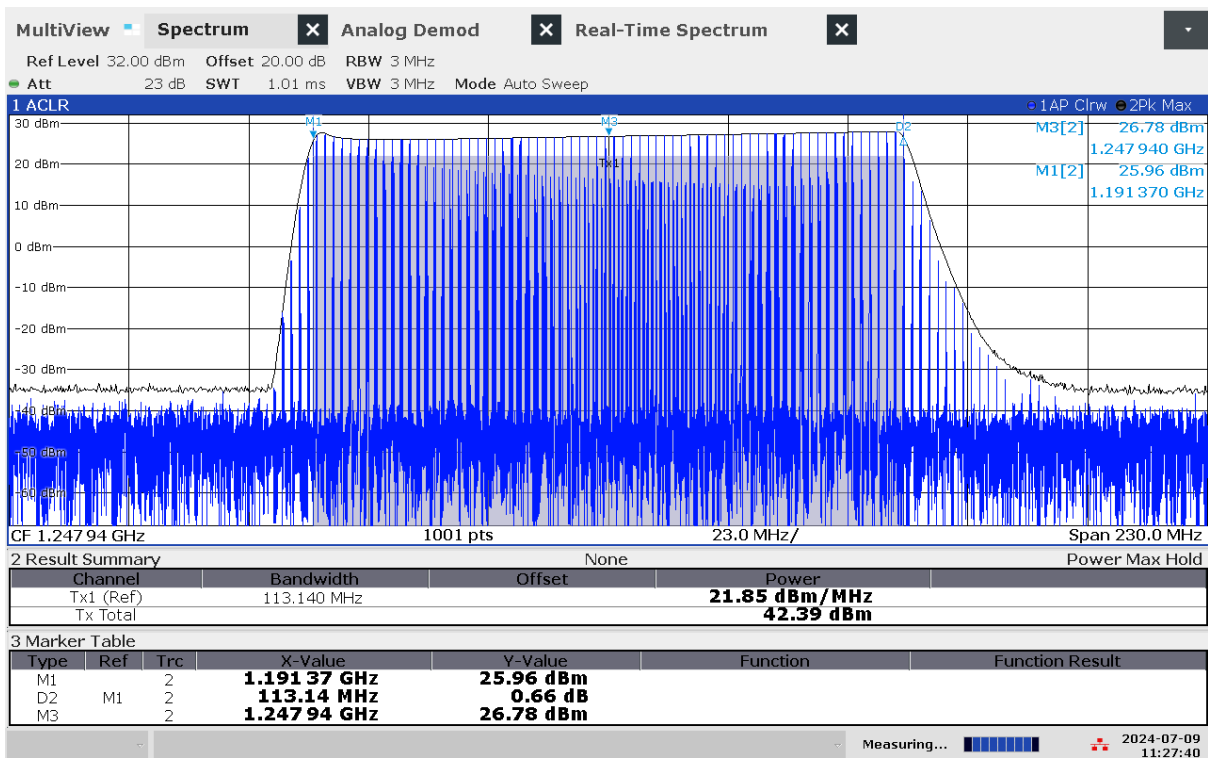 MultiView Spectrum X Analog Demod X Real-Time Spectrum X
Ref Level 32.00 dBm Offset 20.00 dB RBW 3 MHz
Att 23 dB SWT 1.01 ms VBW 3 MHz Mode Auto Sweep
1 ACLR 1AP Clrw 2Pk Max
30 dBm M1 M3 D2 M3[2] 26.78 dBm
1.247 940 GHz
20 dBm Tx1 M1[2] 25.96 dBm
1.191 370 GHz
10 dBm
0 dBm
-10 dBm
-20 dBm
-30 dBm
-40 dBm
-50 dBm
-60 dBm
CF 1.247 94 GHz 1001 pts 23.0 MHz/ Span 230.0 MHz
2 Result Summary None Power Max Hold
Channel Bandwidth Offset Power
Tx1 (Ref) 113.140 MHz 21.85 dBm/MHz
Tx Total 42.39 dBm
3 Marker Table
Type Ref Trc X-Value Y-Value Function Function Result
M1 2 1.191 37 GHz 25.96 dBm
D2 M1 2 113.14 MHz 0.66 dB
M3 2 1.247 94 GHz 26.78 dBm
Measuring... 2024-07-09
11:27:40